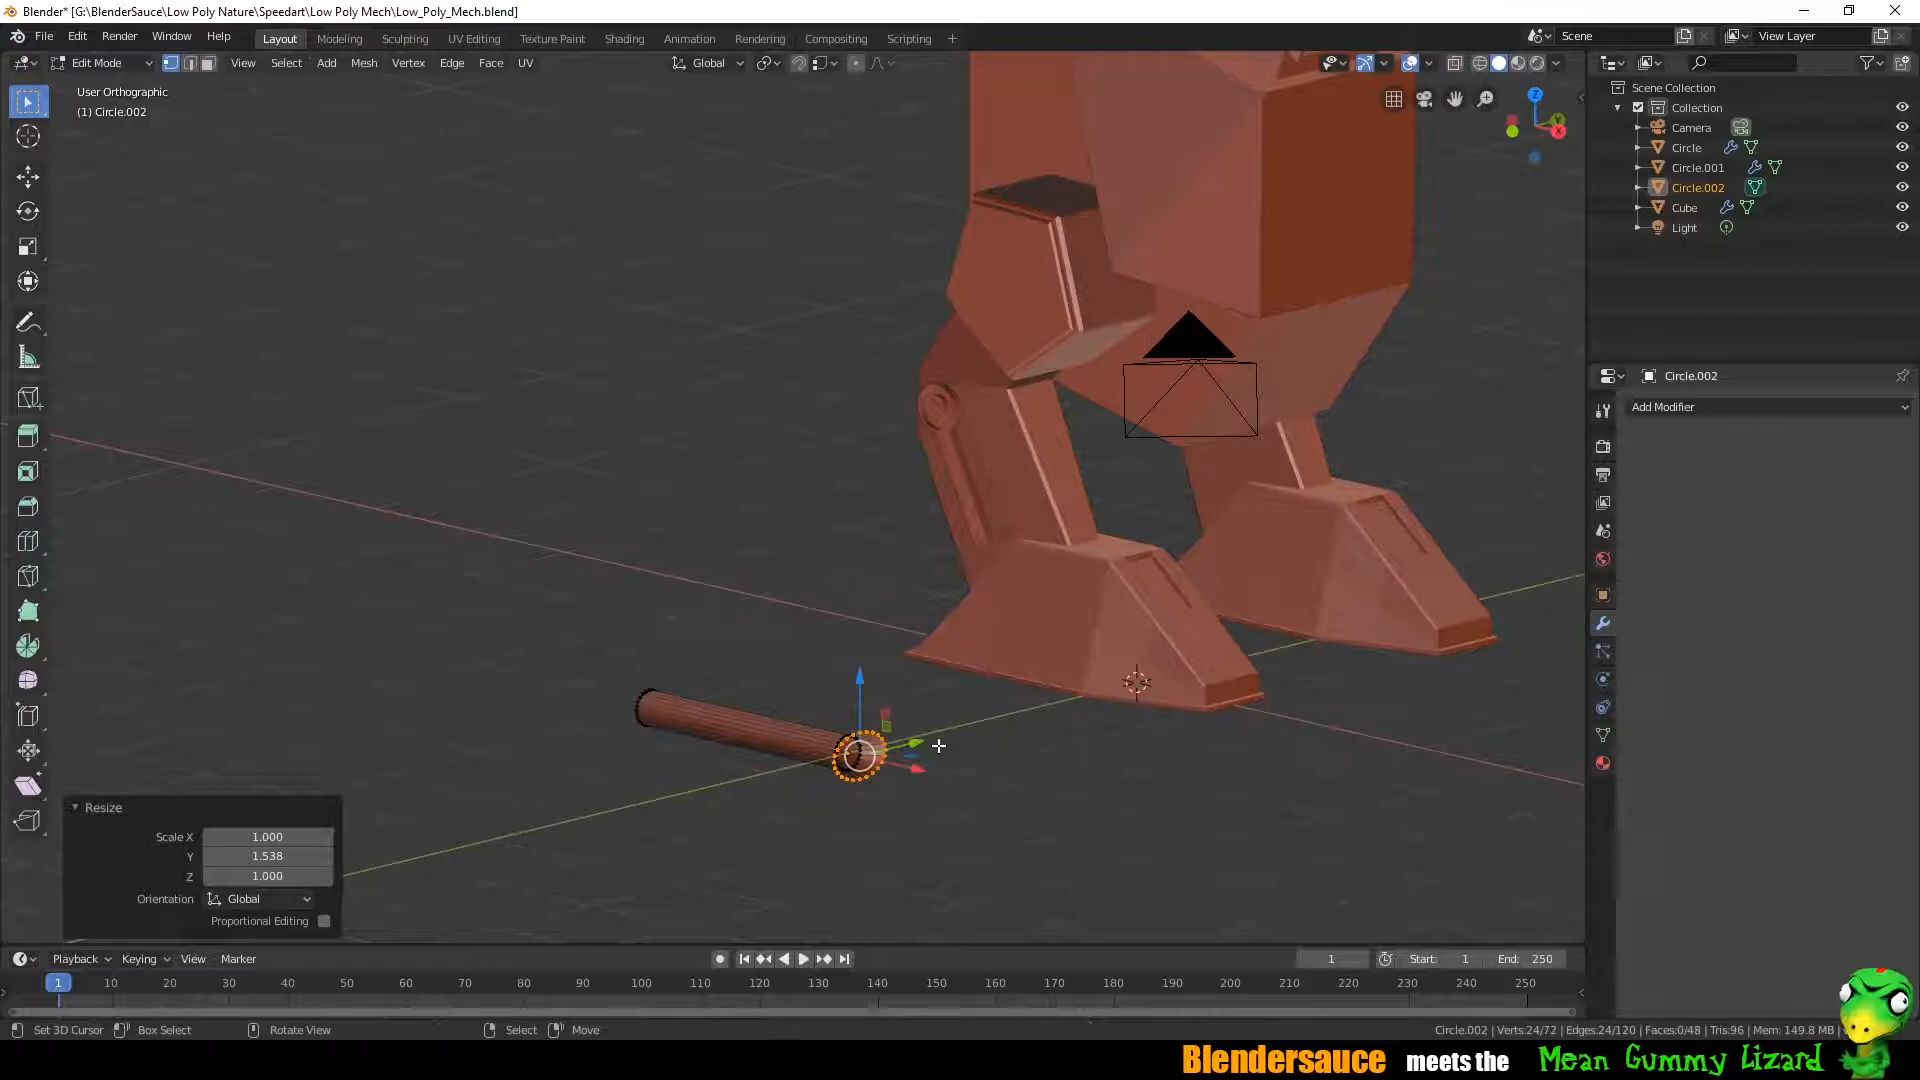 Blender* [G:\BlenderSauce\Low Poly Nature\Speedart\Low Poly Mech\Low_Poly_Mech.blend]
File Edit Render Window Help Layout Modeling Sculpting UV Editing Texture Paint Shading Animation Rendering Compositing Scripting + Scene View Layer
Edit Mode View Select Add Mesh Vertex Edge Face UV Global
User Orthographic
(1) Circle.002
Z
Y
X
Scene Collection
Collection
Camera
Circle
Circle.001
Circle.002
Cube
Light
Circle.002
Add Modifier
Resize
Scale X 1.000
Y 1.538
Z 1.000
Orientation Global
Proportional Editing
Playback Keying View Marker 1 Start: 1 End: 250
1 10 20 30 40 50 60 70 80 90 100 110 120 130 140 150 160 170 180 190 200 210 220 230 240 250
Set 3D Cursor Box Select Rotate View Select Move Circle.002 | Verts:24/72 | Edges:24/120 | Faces:0/48 | Tris:96 | Mem: 149.8 MB |
Blendersauce meets the Mean Gummy Lizard